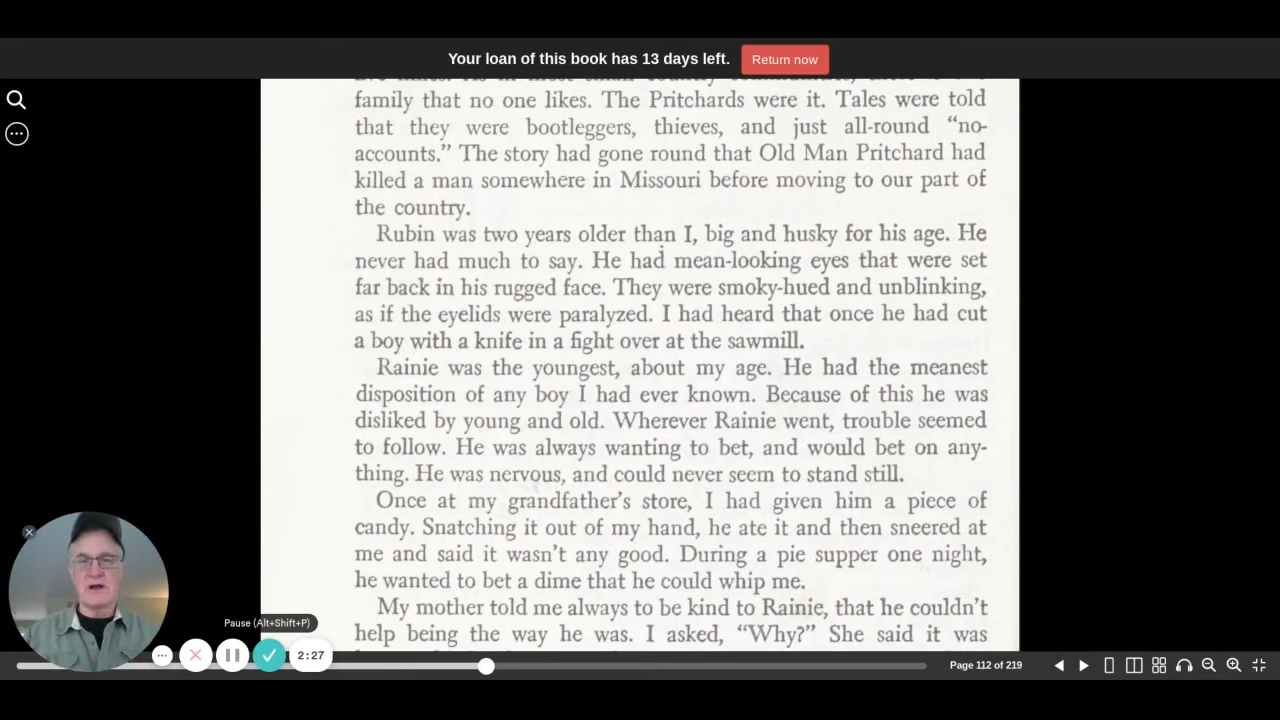 Your loan of this book has 13 days left.
Return now
family that no one likes. The Pritchards were it. Tales were told
that they were bootleggers, thieves, and just all-round “no-
accounts.” The story had gone round that Old Man Pritchard had
killed a man somewhere in Missouri before moving to our part of
the country.
Rubin was two years older than I, big and husky for his age. He
never had much to say. He had mean-looking eyes that were set
far back in his rugged face. They were smoky-hued and unblinking,
as if the eyelids were paralyzed. I had heard that once he had cut
a boy with a knife in a fight over at the sawmill.
Rainie was the youngest, about my age. He had the meanest
disposition of any boy I had ever known. Because of this he was
disliked by young and old. Wherever Rainie went, trouble seemed
to follow. He was always wanting to bet, and would bet on any-
thing. He was nervous, and could never seem to stand still.
Once at my grandfather’s store, I had given him a piece of
candy. Snatching it out of my hand, he ate it and then sneered at
me and said it wasn’t any good. During a pie supper one night,
he wanted to bet a dime that he could whip me.
My mother told me always to be kind to Rainie, that he couldn’t
help being the way he was. I asked, “Why?” She said it was
Pause (Alt+Shift+P)
2:27
Page 112 of 219